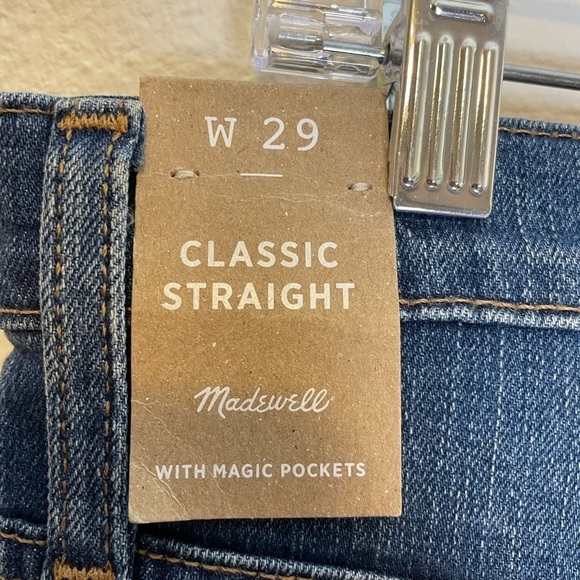 W 29
CLASSIC
STRAIGHT
Madewell
WITH MAGIC POCKETS